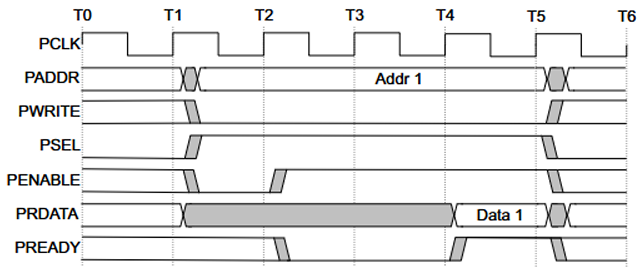 T0 T1 T2 T3 T4 T5 T6
PCLK
PADDR Addr 1
PWRITE
PSEL
PENABLE
PRDATA Data 1
PREADY